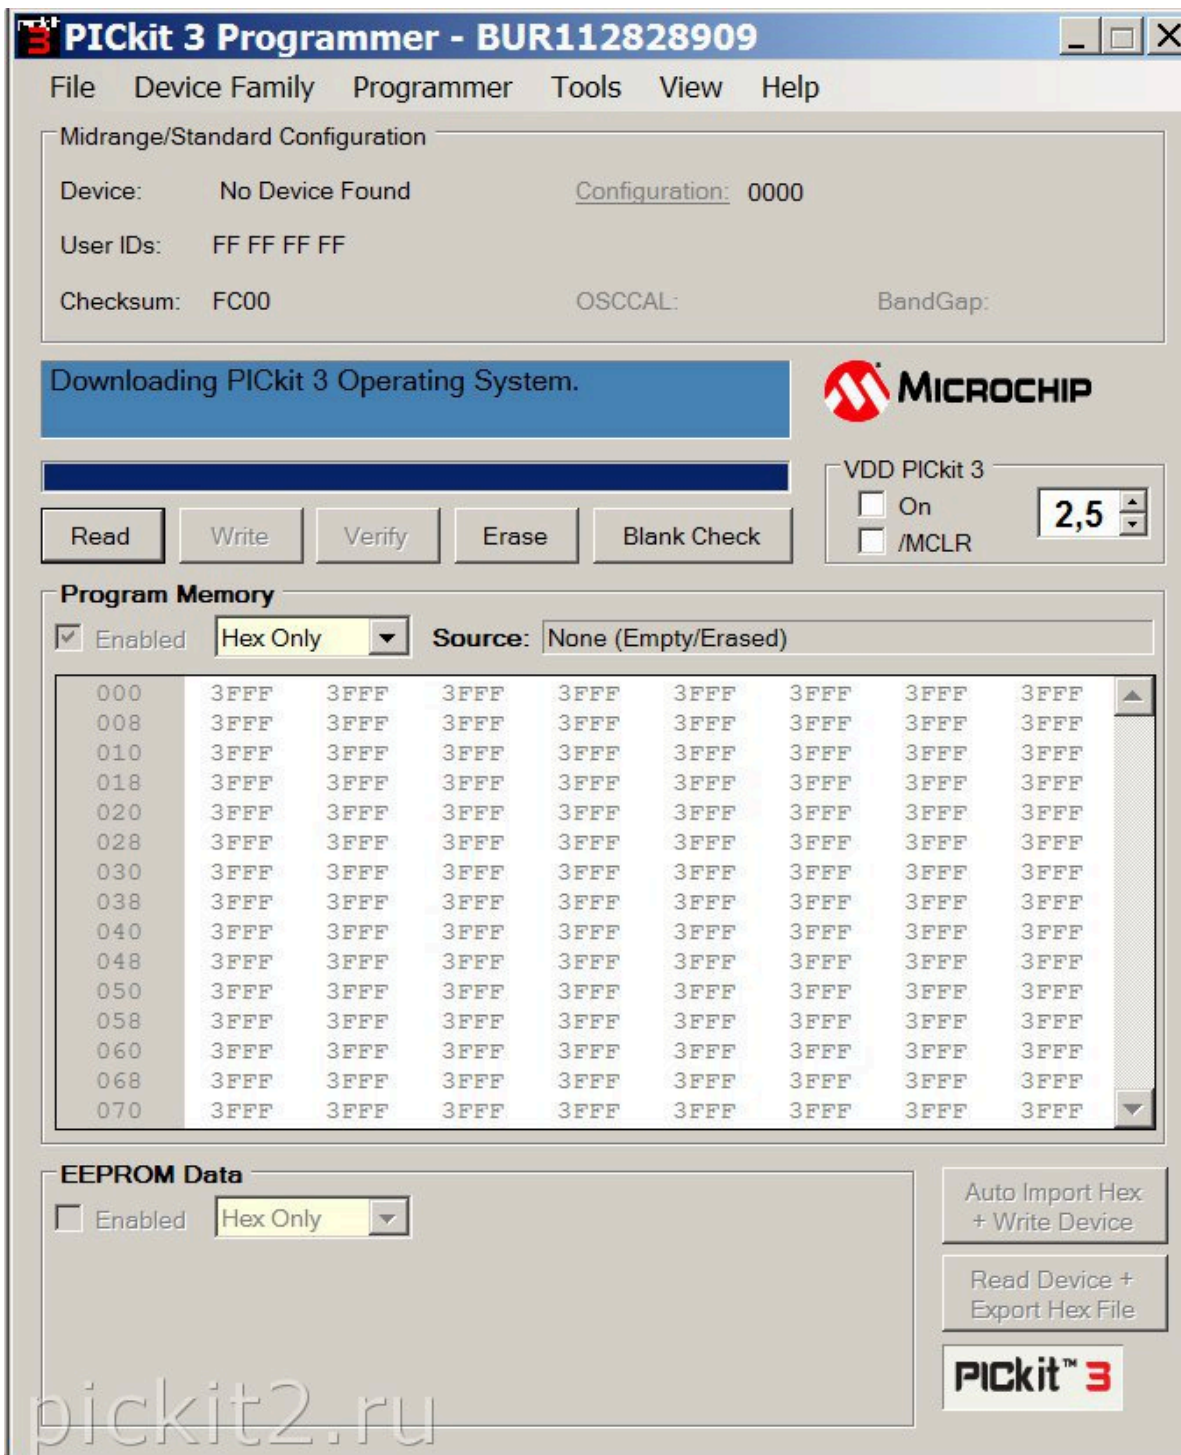 PICkit 3 Programmer - BUR112828909
File Device Family Programmer Tools View Help
Midrange/Standard Configuration
Device: No Device Found Configuration: 0000
User IDs: FF FF FF FF
Checksum: FC00 OSCCAL: BandGap:
Downloading PICkit 3 Operating System.
MICROCHIP
VDD PICkit 3
On
/MCLR
2,5
Read Write Verify Erase Blank Check
Program Memory
Enabled Hex Only Source: None (Empty/Erased)
000 3FFF 3FFF 3FFF 3FFF 3FFF 3FFF 3FFF 3FFF
008 3FFF 3FFF 3FFF 3FFF 3FFF 3FFF 3FFF 3FFF
010 3FFF 3FFF 3FFF 3FFF 3FFF 3FFF 3FFF 3FFF
018 3FFF 3FFF 3FFF 3FFF 3FFF 3FFF 3FFF 3FFF
020 3FFF 3FFF 3FFF 3FFF 3FFF 3FFF 3FFF 3FFF
028 3FFF 3FFF 3FFF 3FFF 3FFF 3FFF 3FFF 3FFF
030 3FFF 3FFF 3FFF 3FFF 3FFF 3FFF 3FFF 3FFF
038 3FFF 3FFF 3FFF 3FFF 3FFF 3FFF 3FFF 3FFF
040 3FFF 3FFF 3FFF 3FFF 3FFF 3FFF 3FFF 3FFF
048 3FFF 3FFF 3FFF 3FFF 3FFF 3FFF 3FFF 3FFF
050 3FFF 3FFF 3FFF 3FFF 3FFF 3FFF 3FFF 3FFF
058 3FFF 3FFF 3FFF 3FFF 3FFF 3FFF 3FFF 3FFF
060 3FFF 3FFF 3FFF 3FFF 3FFF 3FFF 3FFF 3FFF
068 3FFF 3FFF 3FFF 3FFF 3FFF 3FFF 3FFF 3FFF
070 3FFF 3FFF 3FFF 3FFF 3FFF 3FFF 3FFF 3FFF
EEPROM Data
Enabled Hex Only
Auto Import Hex
+ Write Device
Read Device +
Export Hex File
PICkit™ 3
pickit2.ru